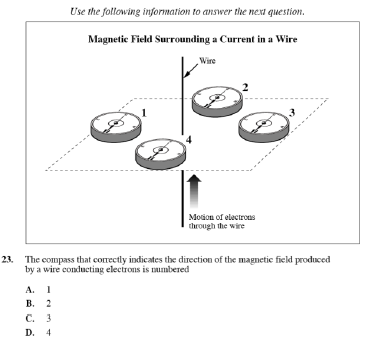 Use the following information to answer the next question.
Magnetic Field Surrounding a Current in a Wire
Wire
2
1
3
4
Motion of electrons
through the wire
23. The compass that correctly indicates the direction of the magnetic field produced
by a wire conducting electrons is numbered
A. 1
B. 2
C. 3
D. 4